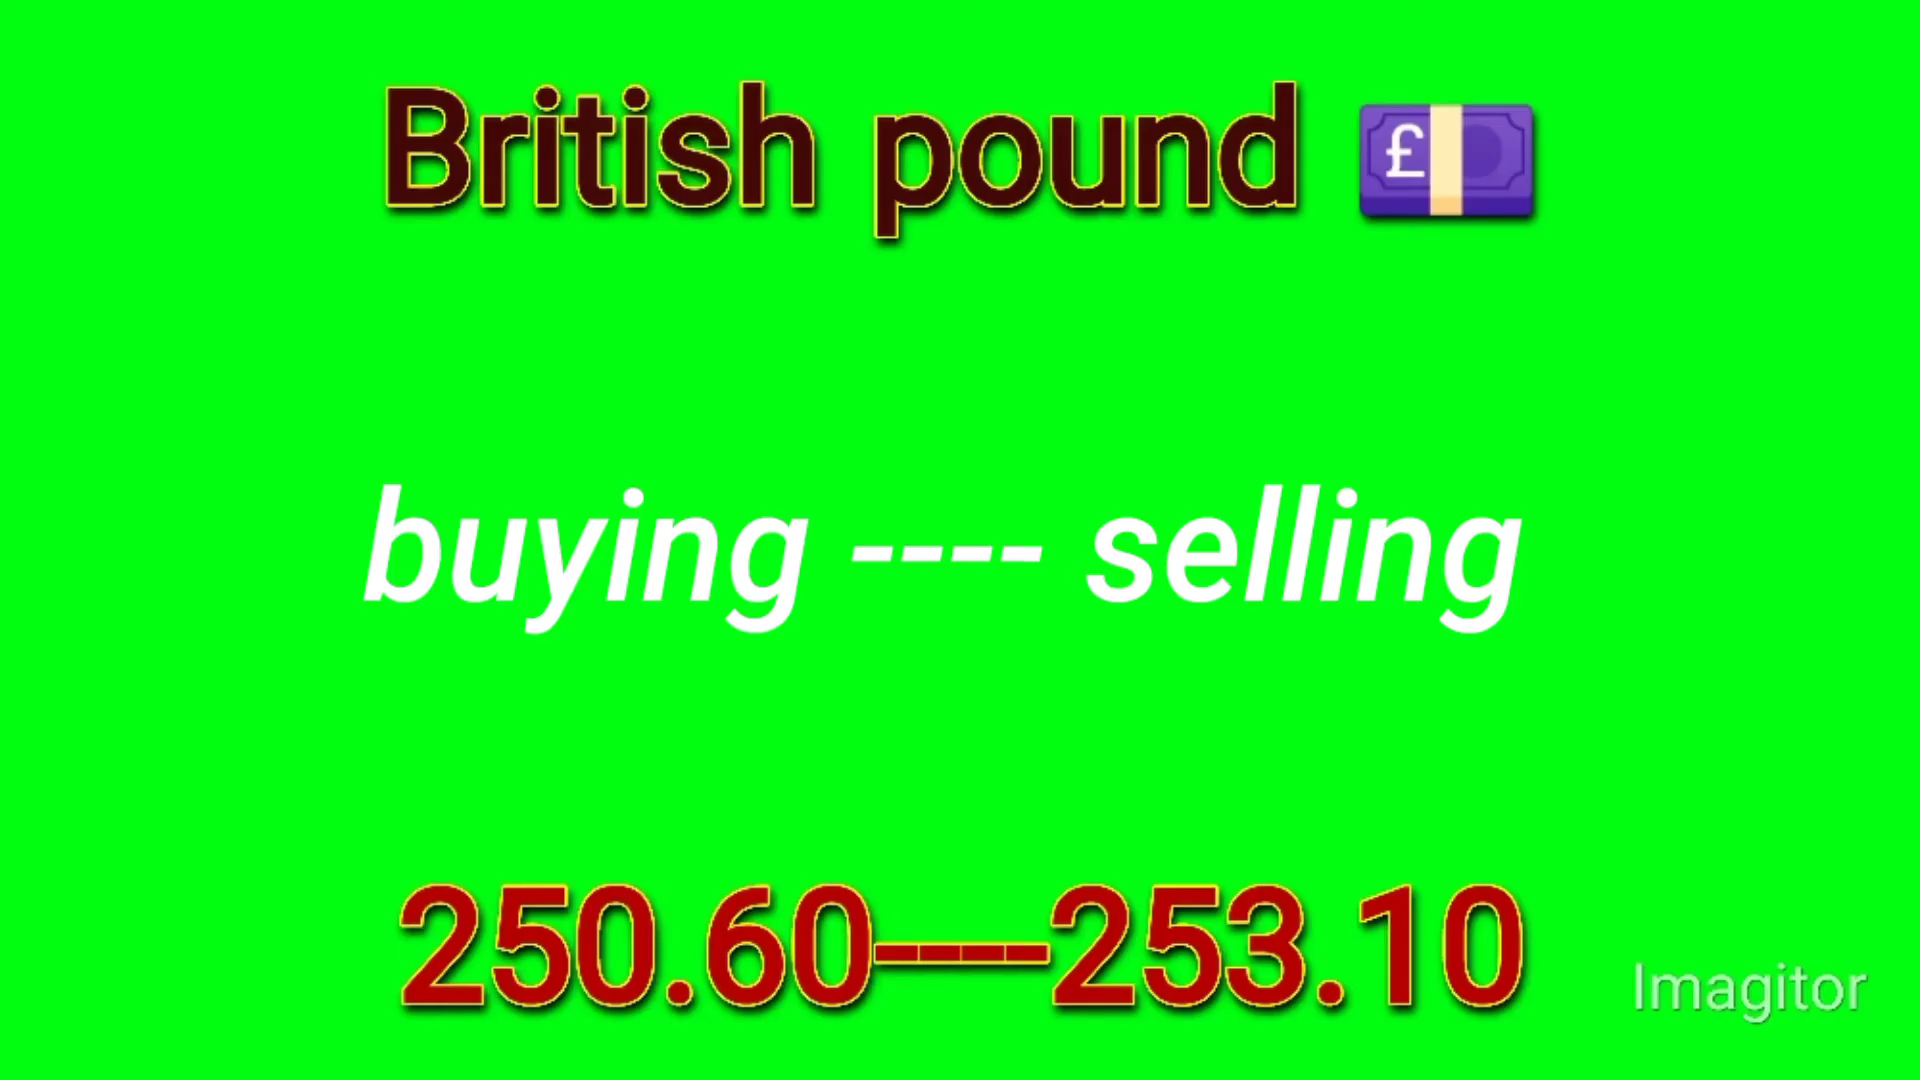 British pound 💷
buying ---- selling
250.60----253.10
Imagitor